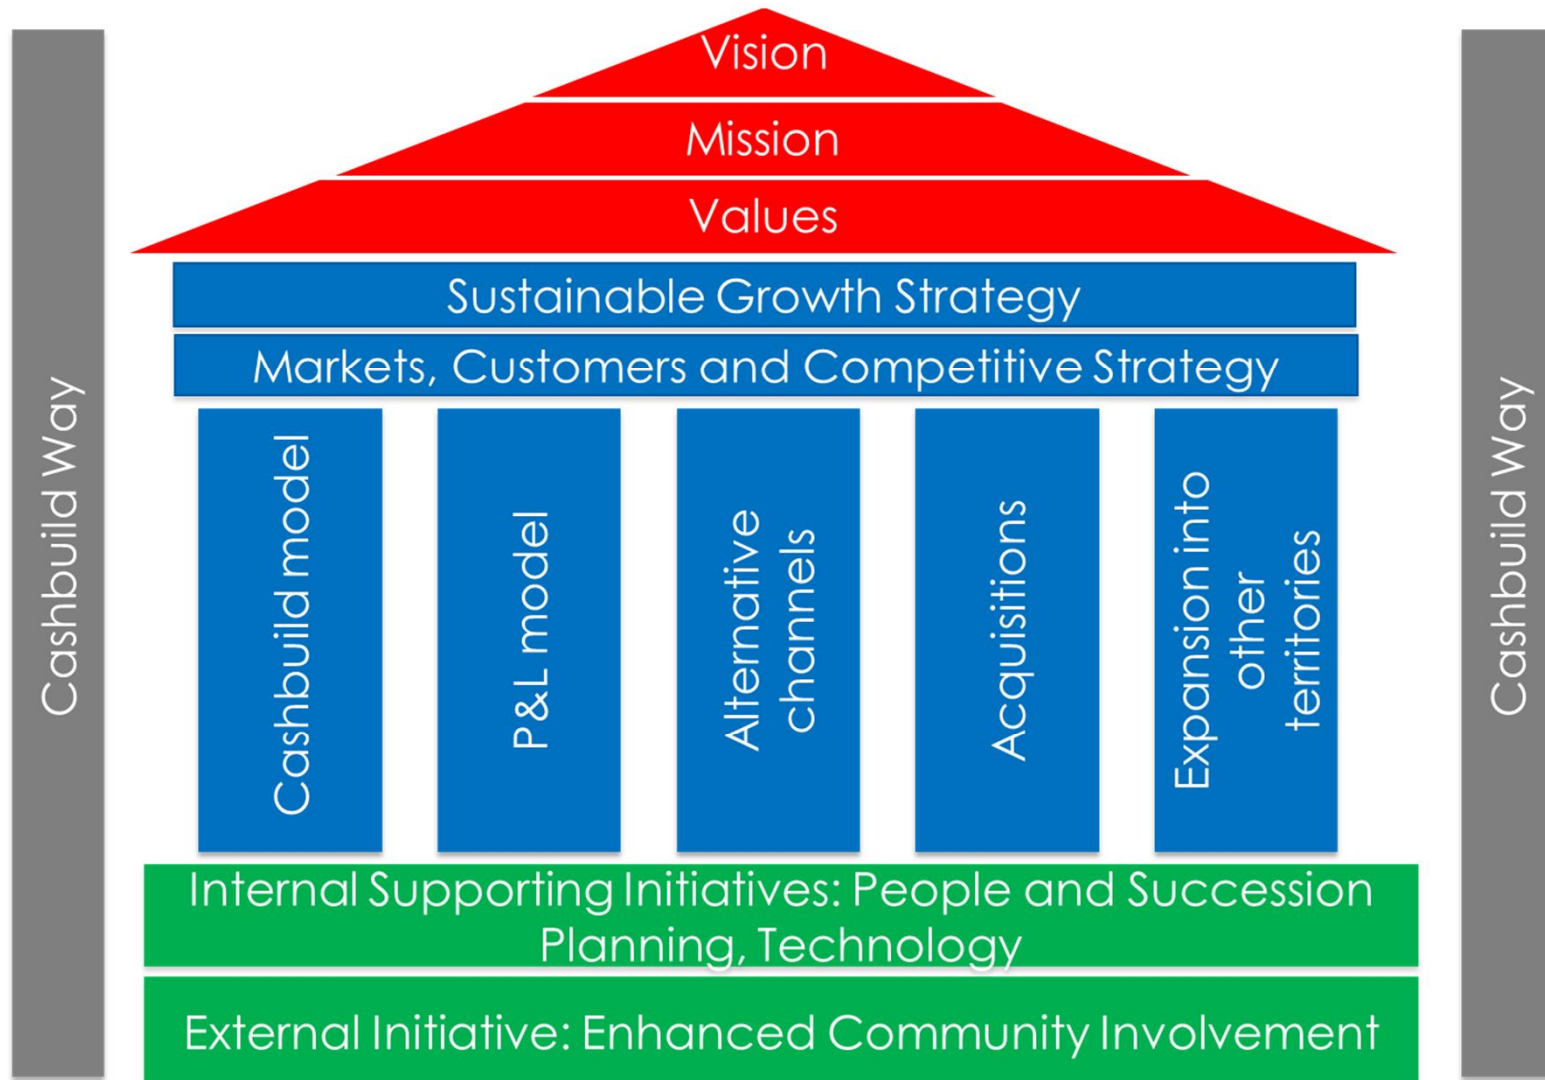 Vision
Mission
Values
Sustainable Growth Strategy
Markets, Customers and Competitive Strategy
Cashbuild Way
Cashbuild model
P&L model
Alternative
channels
Acquisitions
Expansion into
other
territories
Cashbuild Way
Internal Supporting Initiatives: People and Succession
Planning, Technology
External Initiative: Enhanced Community Involvement